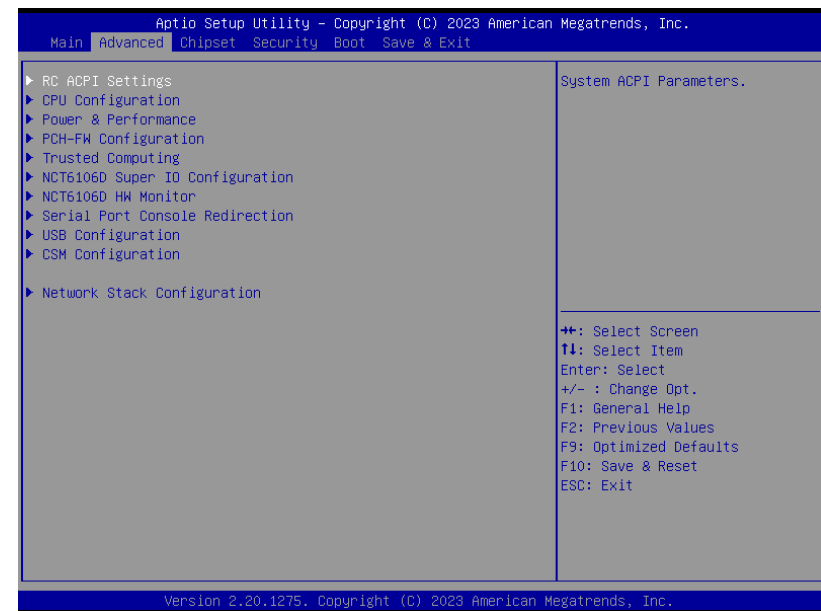 Aptio Setup Utility – Copyright (C) 2023 American Megatrends, Inc.
Main Advanced Chipset Security Boot Save & Exit
RC ACPI Settings
CPU Configuration
Power & Performance
PCH-FW Configuration
Trusted Computing
NCT6106D Super IO Configuration
NCT6106D HW Monitor
Serial Port Console Redirection
USB Configuration
CSM Configuration
Network Stack Configuration
System ACPI Parameters.
→←: Select Screen
↑↓: Select Item
Enter: Select
+/- : Change Opt.
F1: General Help
F2: Previous Values
F9: Optimized Defaults
F10: Save & Reset
ESC: Exit
Version 2.20.1275. Copyright (C) 2023 American Megatrends, Inc.